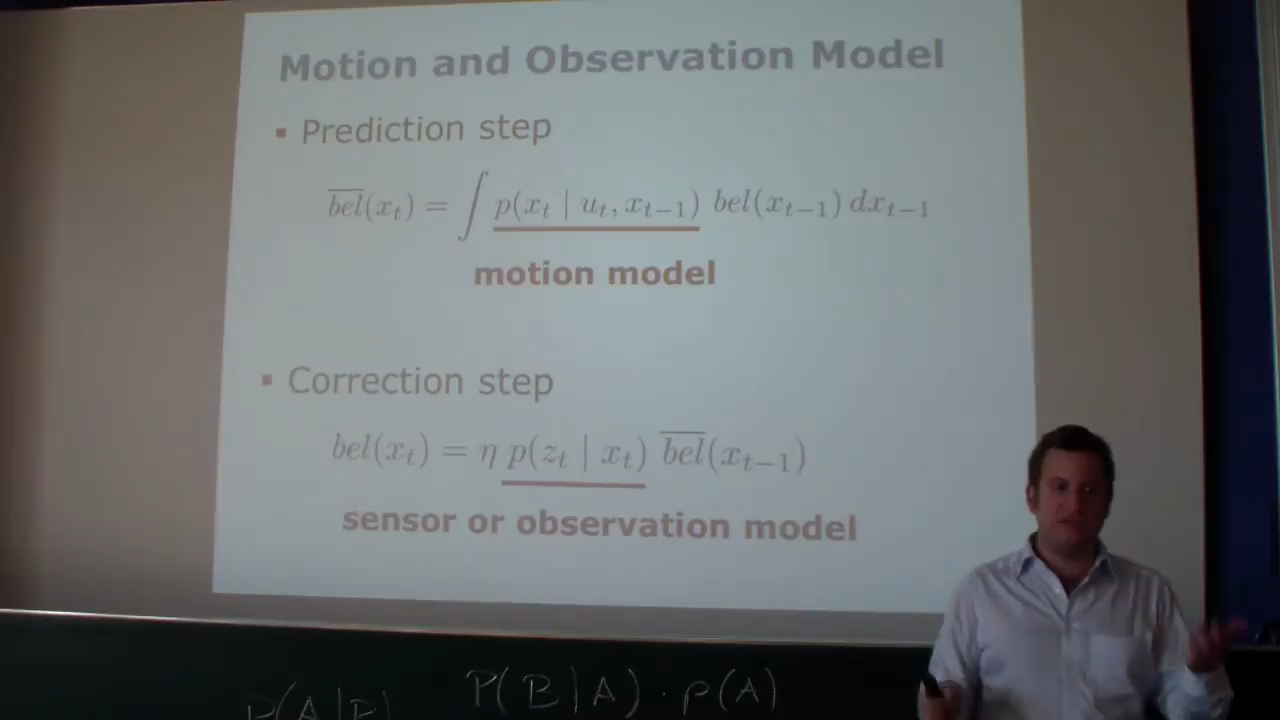 Motion and Observation Model
▪ Prediction step
$\overline{bel}(x_t) = \int p(x_t \mid u_t, x_{t-1}) \; bel(x_{t-1}) \, dx_{t-1}$
motion model
▪ Correction step
$bel(x_t) = \eta \, p(z_t \mid x_t) \; \overline{bel}(x_{t-1})$
sensor or observation model
P(B|A) · p(A)